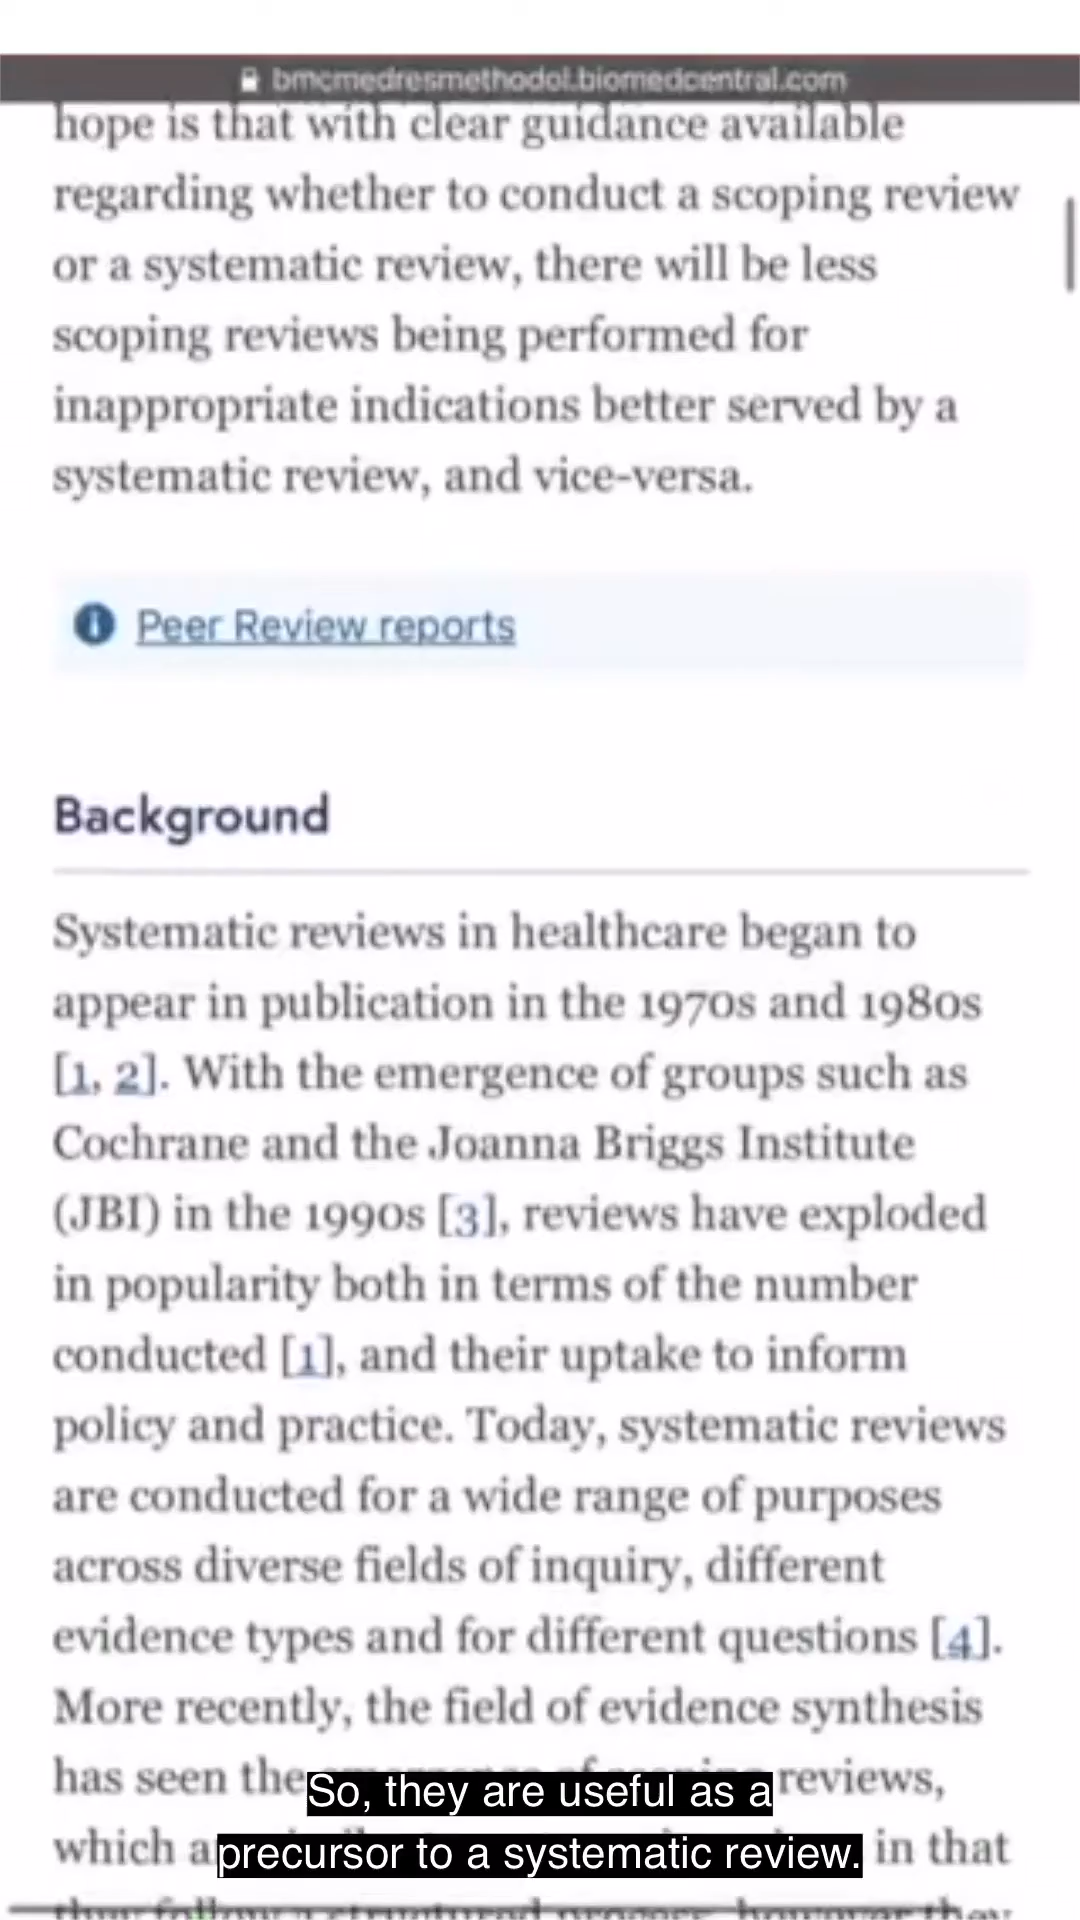 bmcmedresmethodol.biomedcentral.com
hope is that with clear guidance available
regarding whether to conduct a scoping review
or a systematic review, there will be less
scoping reviews being performed for
inappropriate indications better served by a
systematic review, and vice-versa.
Peer Review reports
Background
Systematic reviews in healthcare began to
appear in publication in the 1970s and 1980s
[1, 2]. With the emergence of groups such as
Cochrane and the Joanna Briggs Institute
(JBI) in the 1990s [3], reviews have exploded
in popularity both in terms of the number
conducted [1], and their uptake to inform
policy and practice. Today, systematic reviews
are conducted for a wide range of purposes
across diverse fields of inquiry, different
evidence types and for different questions [4].
More recently, the field of evidence synthesis
has seen the reviews,
So, they are useful as a
which in that
precursor to a systematic review.